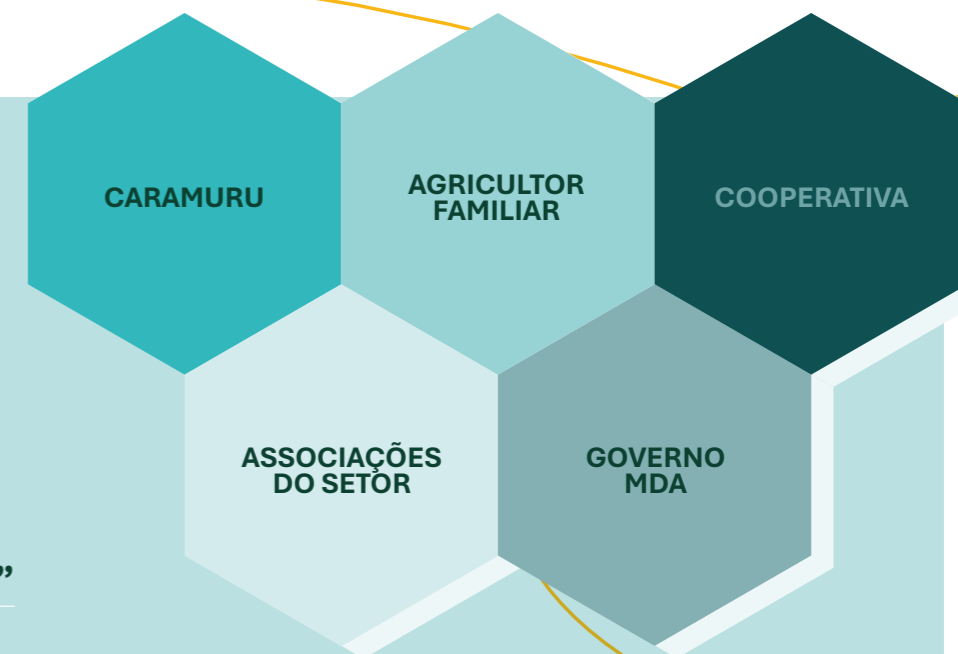 CARAMURU
AGRICULTOR
FAMILIAR
COOPERATIVA
ASSOCIAÇÕES
DO SETOR
GOVERNO
MDA
”